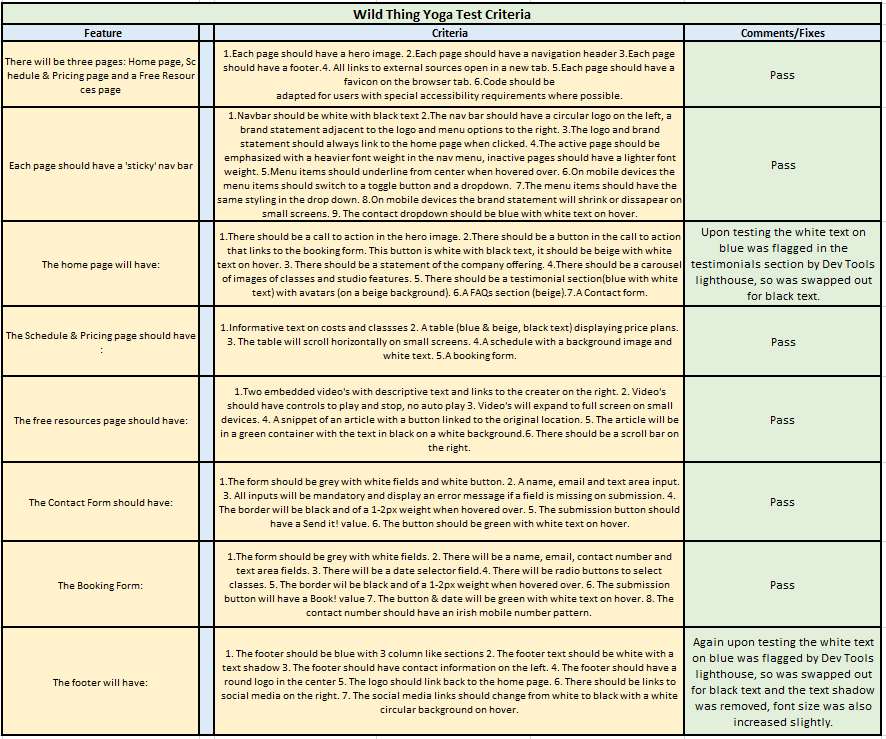 Wild Thing Yoga Test Criteria
Feature
Criteria
Comments/Fixes
There will be three pages: Home page, Sc
hedule & Pricing page and a Free Resour
ces page
1.Each page should have a hero image. 2.Each page should have a navigation header 3.Each page
should have a footer.4. All links to external sources open in a new tab. 5.Each page should have a
favicon on the browser tab. 6.Code should be
adapted for users with special accessibility requirements where possible.
Pass
Each page should have a 'sticky' nav bar
1.Navbar should be white with black text 2.The nav bar should have a circular logo on the left, a
brand statement adjacent to the logo and menu options to the right. 3.The logo and brand
statement should always link to the home page when clicked. 4.The active page should be
emphasized with a heavier font weight in the nav menu, inactive pages should have a lighter font
weight. 5.Menu items should underline from center when hovered over. 6.On mobile devices the
menu items should switch to a toggle button and a dropdown. 7.The menu items should have the
same styling in the drop down. 8.On mobile devices the brand statement will shrink or dissapear on
small screens. 9. The contact dropdown should be blue with white text on hover.
Pass
The home page will have:
1.There should be a call to action in the hero image. 2.There should be a button in the call to action
that links to the booking form. This button is white with black text, it should be beige with white
text on hover. 3. There should be a statement of the company offering. 4.There should be a carousel
of images of classes and studio features. 5. There should be a testimonial section(blue with white
text) with avatars (on a beige background). 6.A FAQs section (beige).7.A Contact form.
Upon testing the white text on
blue was flagged in the
testimonials section by Dev Tools
lighthouse, so was swapped out
for black text.
The Schedule & Pricing page should have
:
1.Informative text on costs and classses 2. A table (blue & beige, black text) displaying price plans.
3. The table will scroll horizontally on small screens. 4.A schedule with a background image and
white text. 5.A booking form.
Pass
The free resources page should have:
1.Two embedded video's with descriptive text and links to the creater on the right. 2. Video's
should have controls to play and stop, no auto play 3. Video's will expand to full screen on small
devices. 4. A snippet of an article with a button linked to the original location. 5. The article will be
in a green container with the text in black on a white background.6. There should be a scroll bar on
the right.
Pass
The Contact Form should have:
1.The form should be grey with white fields and white button. 2. A name, email and text area input.
3. All inputs will be mandatory and display an error message if a field is missing on submission. 4.
The border will be black and of a 1-2px weight when hovered over. 5. The submission button should
have a Send it! value. 6. The button should be green with white text on hover.
Pass
The Booking Form:
1.The form should be grey with white fields. 2. There will be a name, email, contact number and
text area fields. 3. There will be a date selector field.4. There will be radio buttons to select
classes. 5. The border wil be black and of a 1-2px weight when hovered over. 6. The submission
button will have a Book! value 7. The button & date will be green with white text on hover. 8. The
contact number should have an irish mobile number pattern.
Pass
The footer will have:
1. The footer should be blue with 3 column like sections 2. The footer text should be white with a
text shadow 3. The footer should have contact information on the left. 4. The footer should have a
round logo in the center 5. The logo should link back to the home page. 6. There should be links to
social media on the right. 7. The social media links should change from white to black with a white
circular background on hover.
Again upon testing the white text
on blue was flagged by Dev Tools
lighthouse, so was swapped out
for black text and the text shadow
was removed, font size was also
increased slightly.